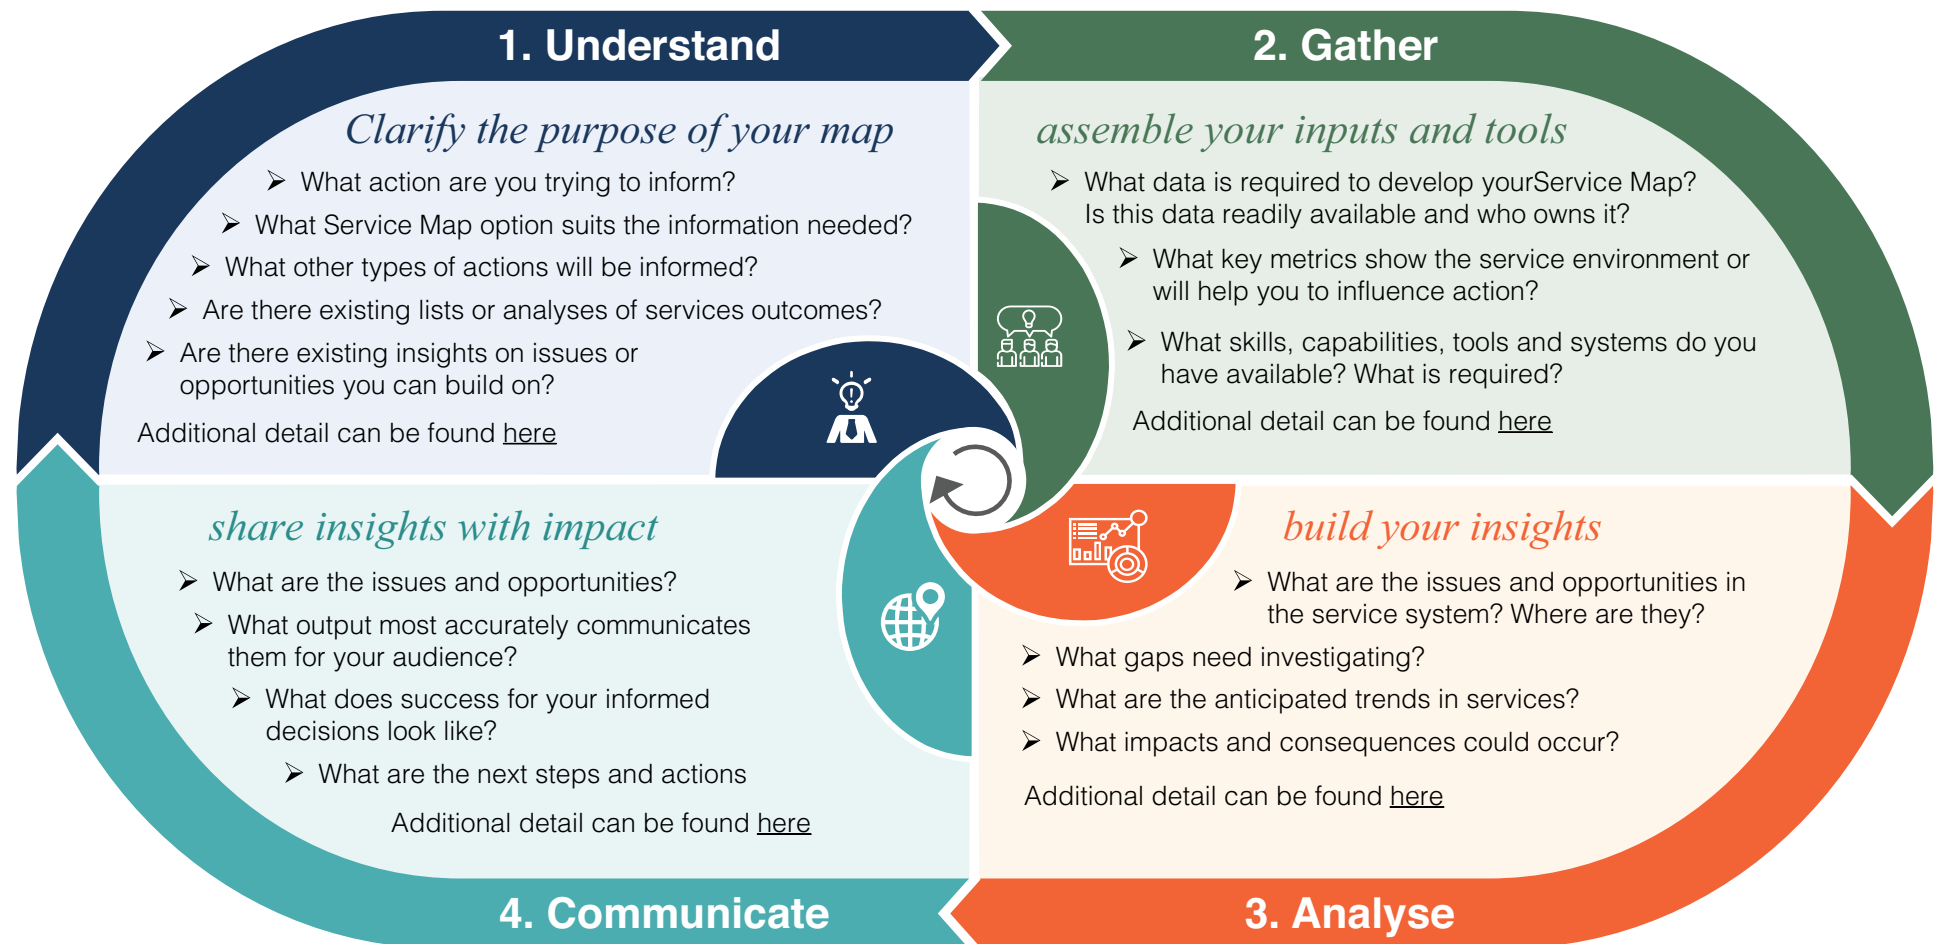 1. Understand
Clarify the purpose of your map
➢ What action are you trying to inform?
➢ What Service Map option suits the information needed?
➢ What other types of actions will be informed?
➢ Are there existing lists or analyses of services outcomes?
➢ Are there existing insights on issues or
opportunities you can build on?
Additional detail can be found here
2. Gather
assemble your inputs and tools
➢ What data is required to develop yourService Map?
Is this data readily available and who owns it?
➢ What key metrics show the service environment or
will help you to influence action?
➢ What skills, capabilities, tools and systems do you
have available? What is required?
Additional detail can be found here
build your insights
➢ What are the issues and opportunities in
the service system? Where are they?
➢ What gaps need investigating?
➢ What are the anticipated trends in services?
➢ What impacts and consequences could occur?
Additional detail can be found here
3. Analyse
share insights with impact
➢ What are the issues and opportunities?
➢ What output most accurately communicates
them for your audience?
➢ What does success for your informed
decisions look like?
➢ What are the next steps and actions
Additional detail can be found here
4. Communicate